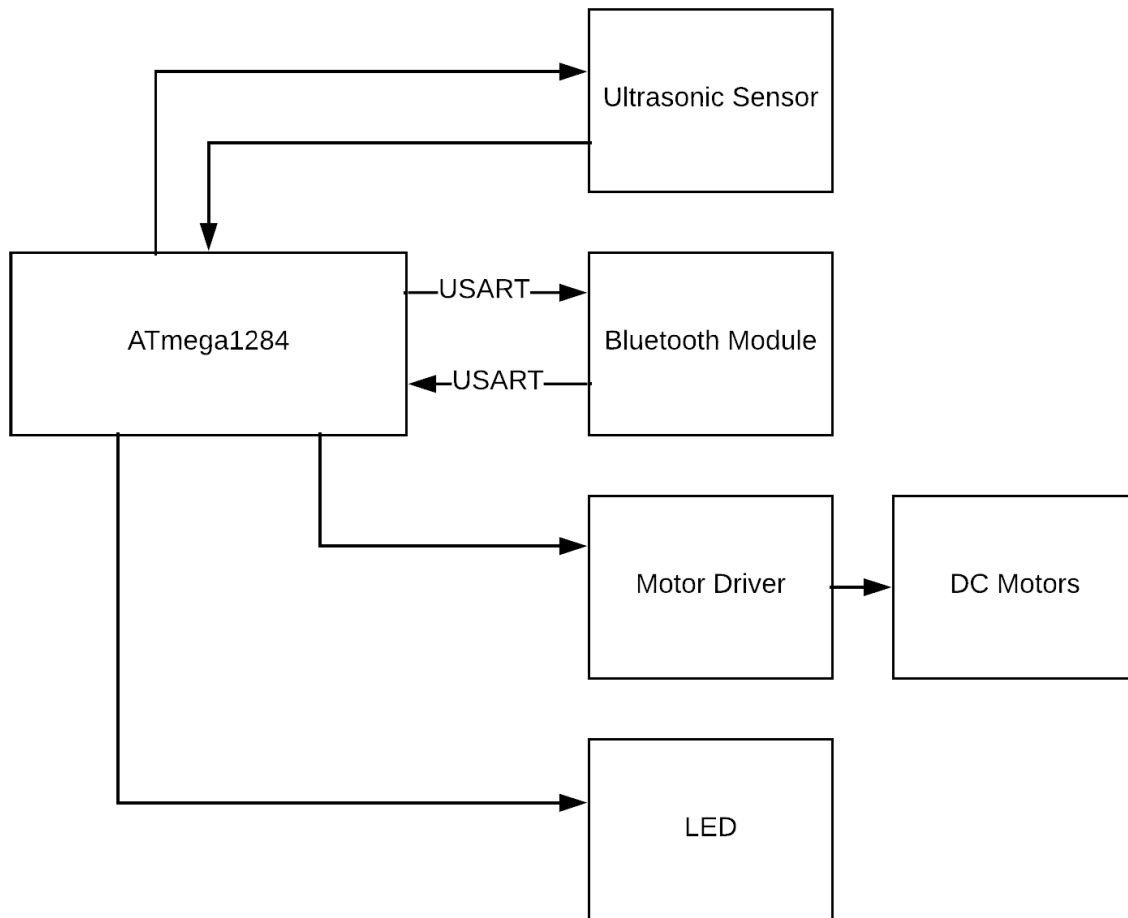 Ultrasonic Sensor
USART
ATmega1284
Bluetooth Module
USART
Motor Driver
DC Motors
LED